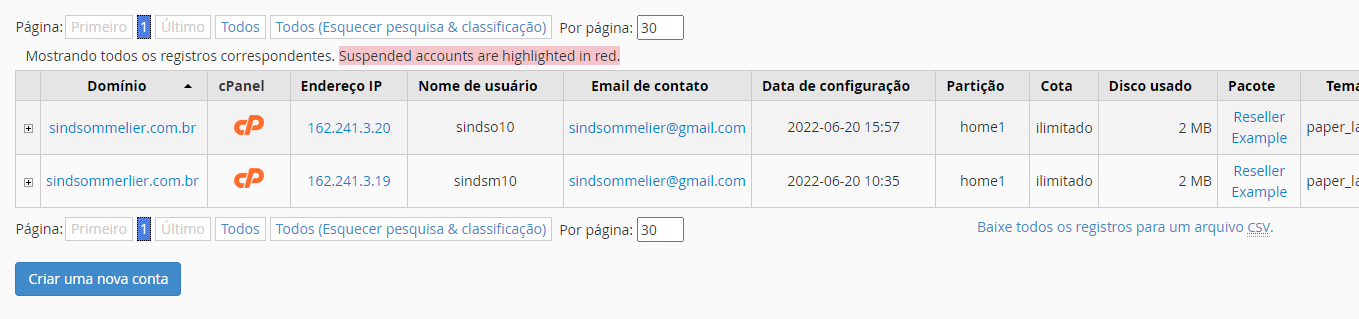 Página: Primeiro 1 Último Todos Todos (Esquecer pesquisa & classificação) Por página: 30
Mostrando todos os registros correspondentes. Suspended accounts are highlighted in red.
Domínio cPanel Endereço IP Nome de usuário Email de contato Data de configuração Partição Cota Disco usado Pacote Tema
sindsommelier.com.br cP 162.241.3.20 sindso10 sindsommelier@gmail.com 2022-06-20 15:57 home1 ilimitado 2 MB Reseller Example paper_la
sindsommerlier.com.br cP 162.241.3.19 sindsm10 sindsommelier@gmail.com 2022-06-20 10:35 home1 ilimitado 2 MB Reseller Example paper_la
Página: Primeiro 1 Último Todos Todos (Esquecer pesquisa & classificação) Por página: 30
Baixe todos os registros para um arquivo CSV.
Criar uma nova conta